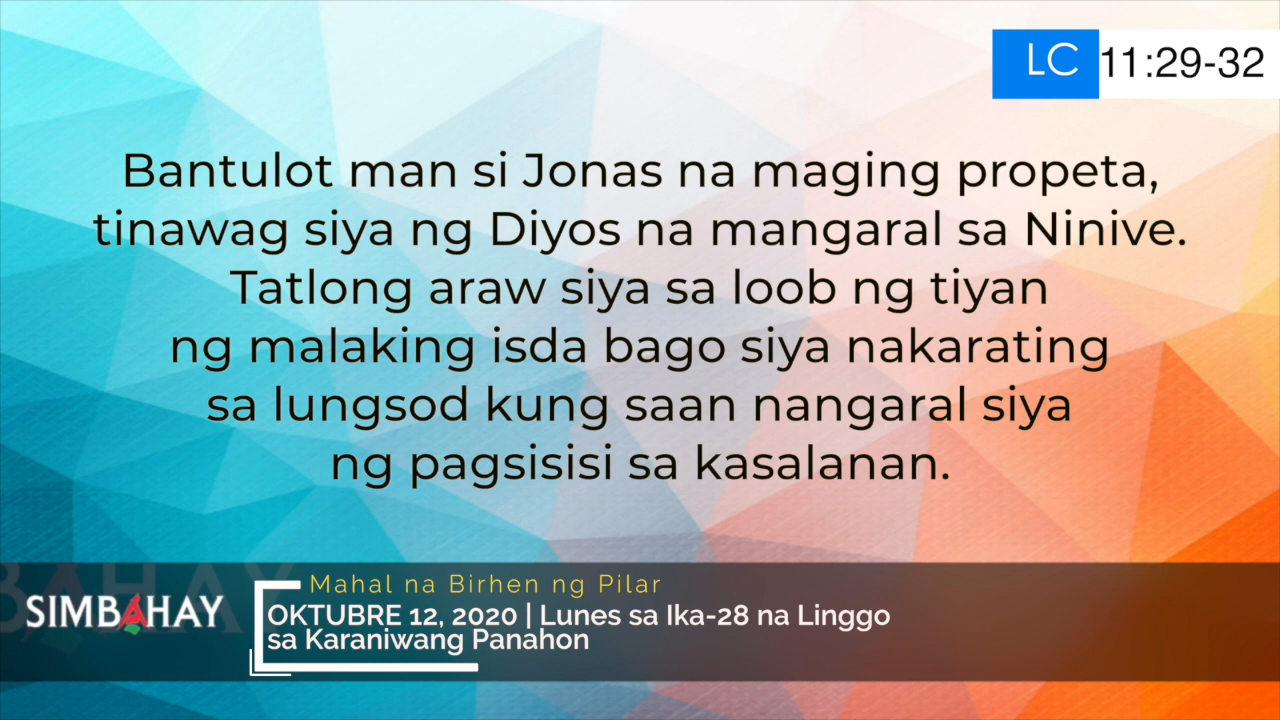 LC 11:29-32
Bantulot man si Jonas na maging propeta,
tinawag siya ng Diyos na mangaral sa Ninive.
Tatlong araw siya sa loob ng tiyan
ng malaking isda bago siya nakarating
sa lungsod kung saan nangaral siya
ng pagsisisi sa kasalanan.
Mahal na Birhen ng Pilar
SIMBAHAY
OKTUBRE 12, 2020 | Lunes sa Ika-28 na Linggo
sa Karaniwang Panahon